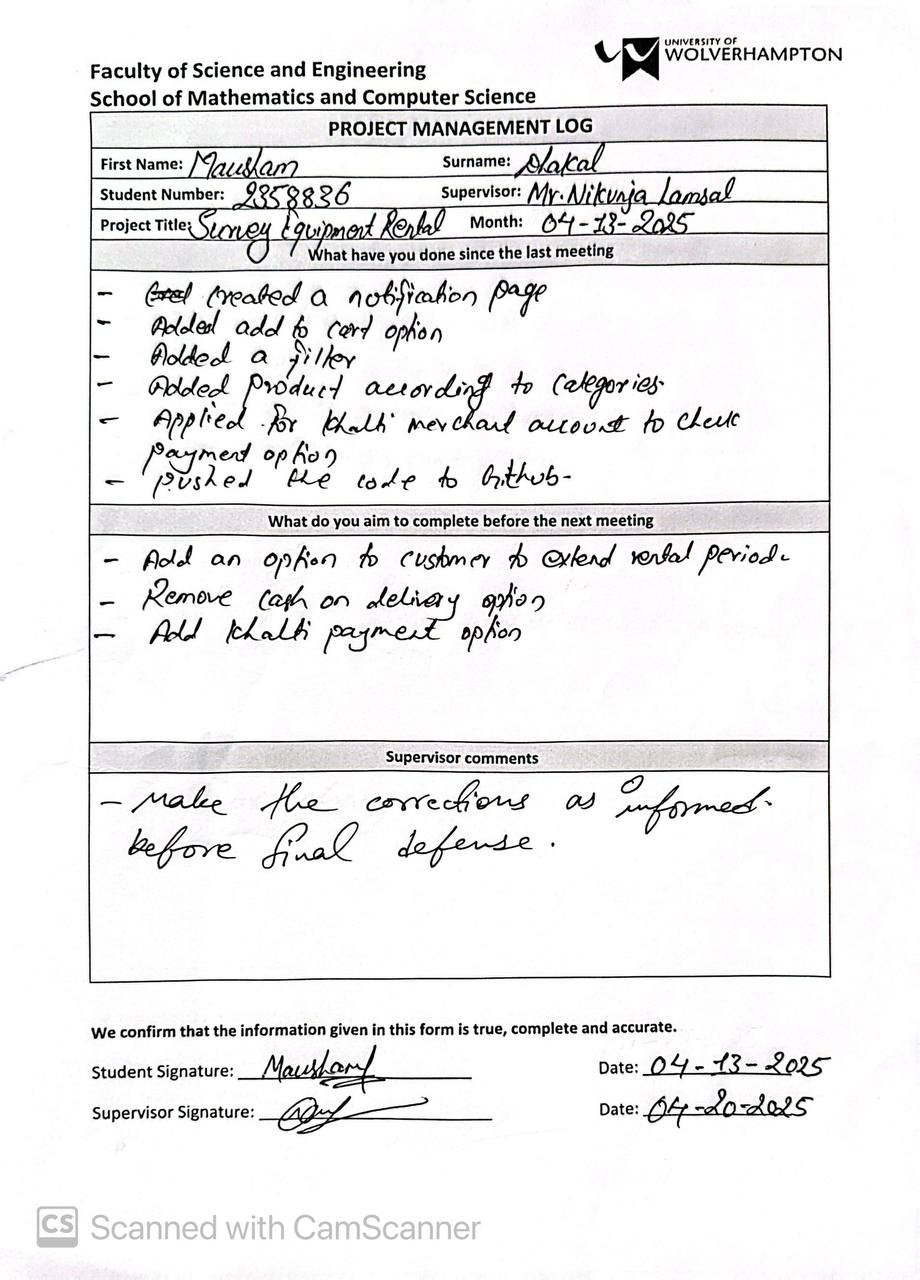 UNIVERSITY OF
WOLVERHAMPTON
Faculty of Science and Engineering
School of Mathematics and Computer Science
PROJECT MANAGEMENT LOG
First Name: Mausham Surname: Dhakal
Student Number: 2358836 Supervisor: Mr. Nikunja Lamsal
Project Title: Survey Equipment Rental Month: 04-13-2025
What have you done since the last meeting
- Created a notification page
- Added add to cart option
- Added a filter
- Added product according to categories.
- Applied for khalti merchant account to check
payment option
- pushed the code to Github-
What do you aim to complete before the next meeting
- Add an option to customer to extend rental period.
- Remove cash on delivery option
- Add khalti payment option
Supervisor comments
- Make the corrections as informed.
before final defense.
We confirm that the information given in this form is true, complete and accurate.
Student Signature: Mausham Date: 04-13-2025
Supervisor Signature: Date: 04-20-2025
CS Scanned with CamScanner